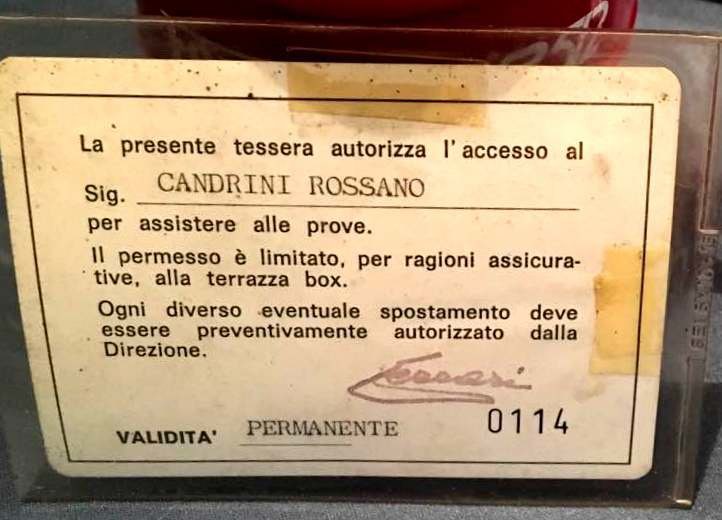 La presente tessera autorizza l'accesso al
Sig. CANDRINI ROSSANO
per assistere alle prove.
Il permesso è limitato, per ragioni assicura-
tive, alla terrazza box.
Ogni diverso eventuale spostamento deve
essere preventivamente autorizzato dalla
Direzione.
Ferrari
VALIDITA' PERMANENTE 0114